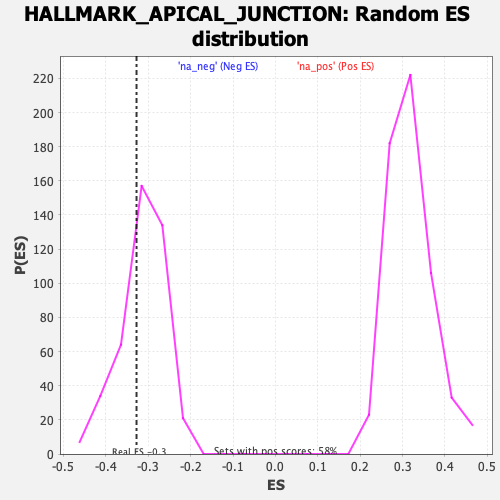 HALLMARK_APICAL_JUNCTION: Random ES
distribution
'na_neg' (Neg ES)
'na_pos' (Pos ES)
220
200
180
160
140
120
100
80
60
40
20
0
P(ES)
Real ES -0.3
Sets with pos scores: 58%
-0.5
-0.4
-0.3
-0.2
-0.1
0.0
0.1
0.2
0.3
0.4
0.5
ES